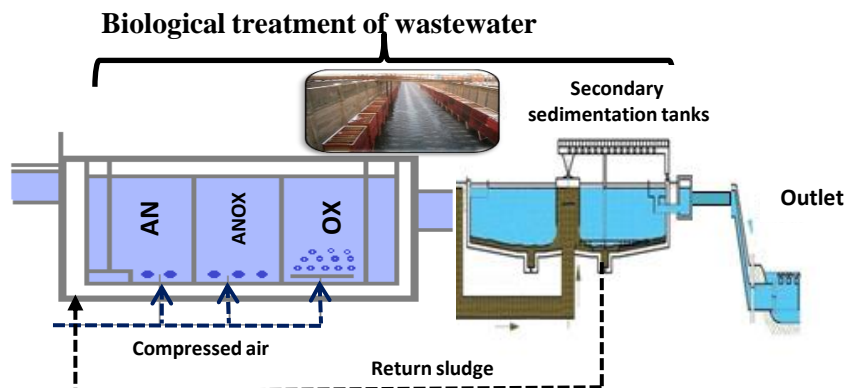 Biological treatment of wastewater
Secondary
sedimentation tanks
AN
ANOX
OX
Outlet
Compressed air
Return sludge